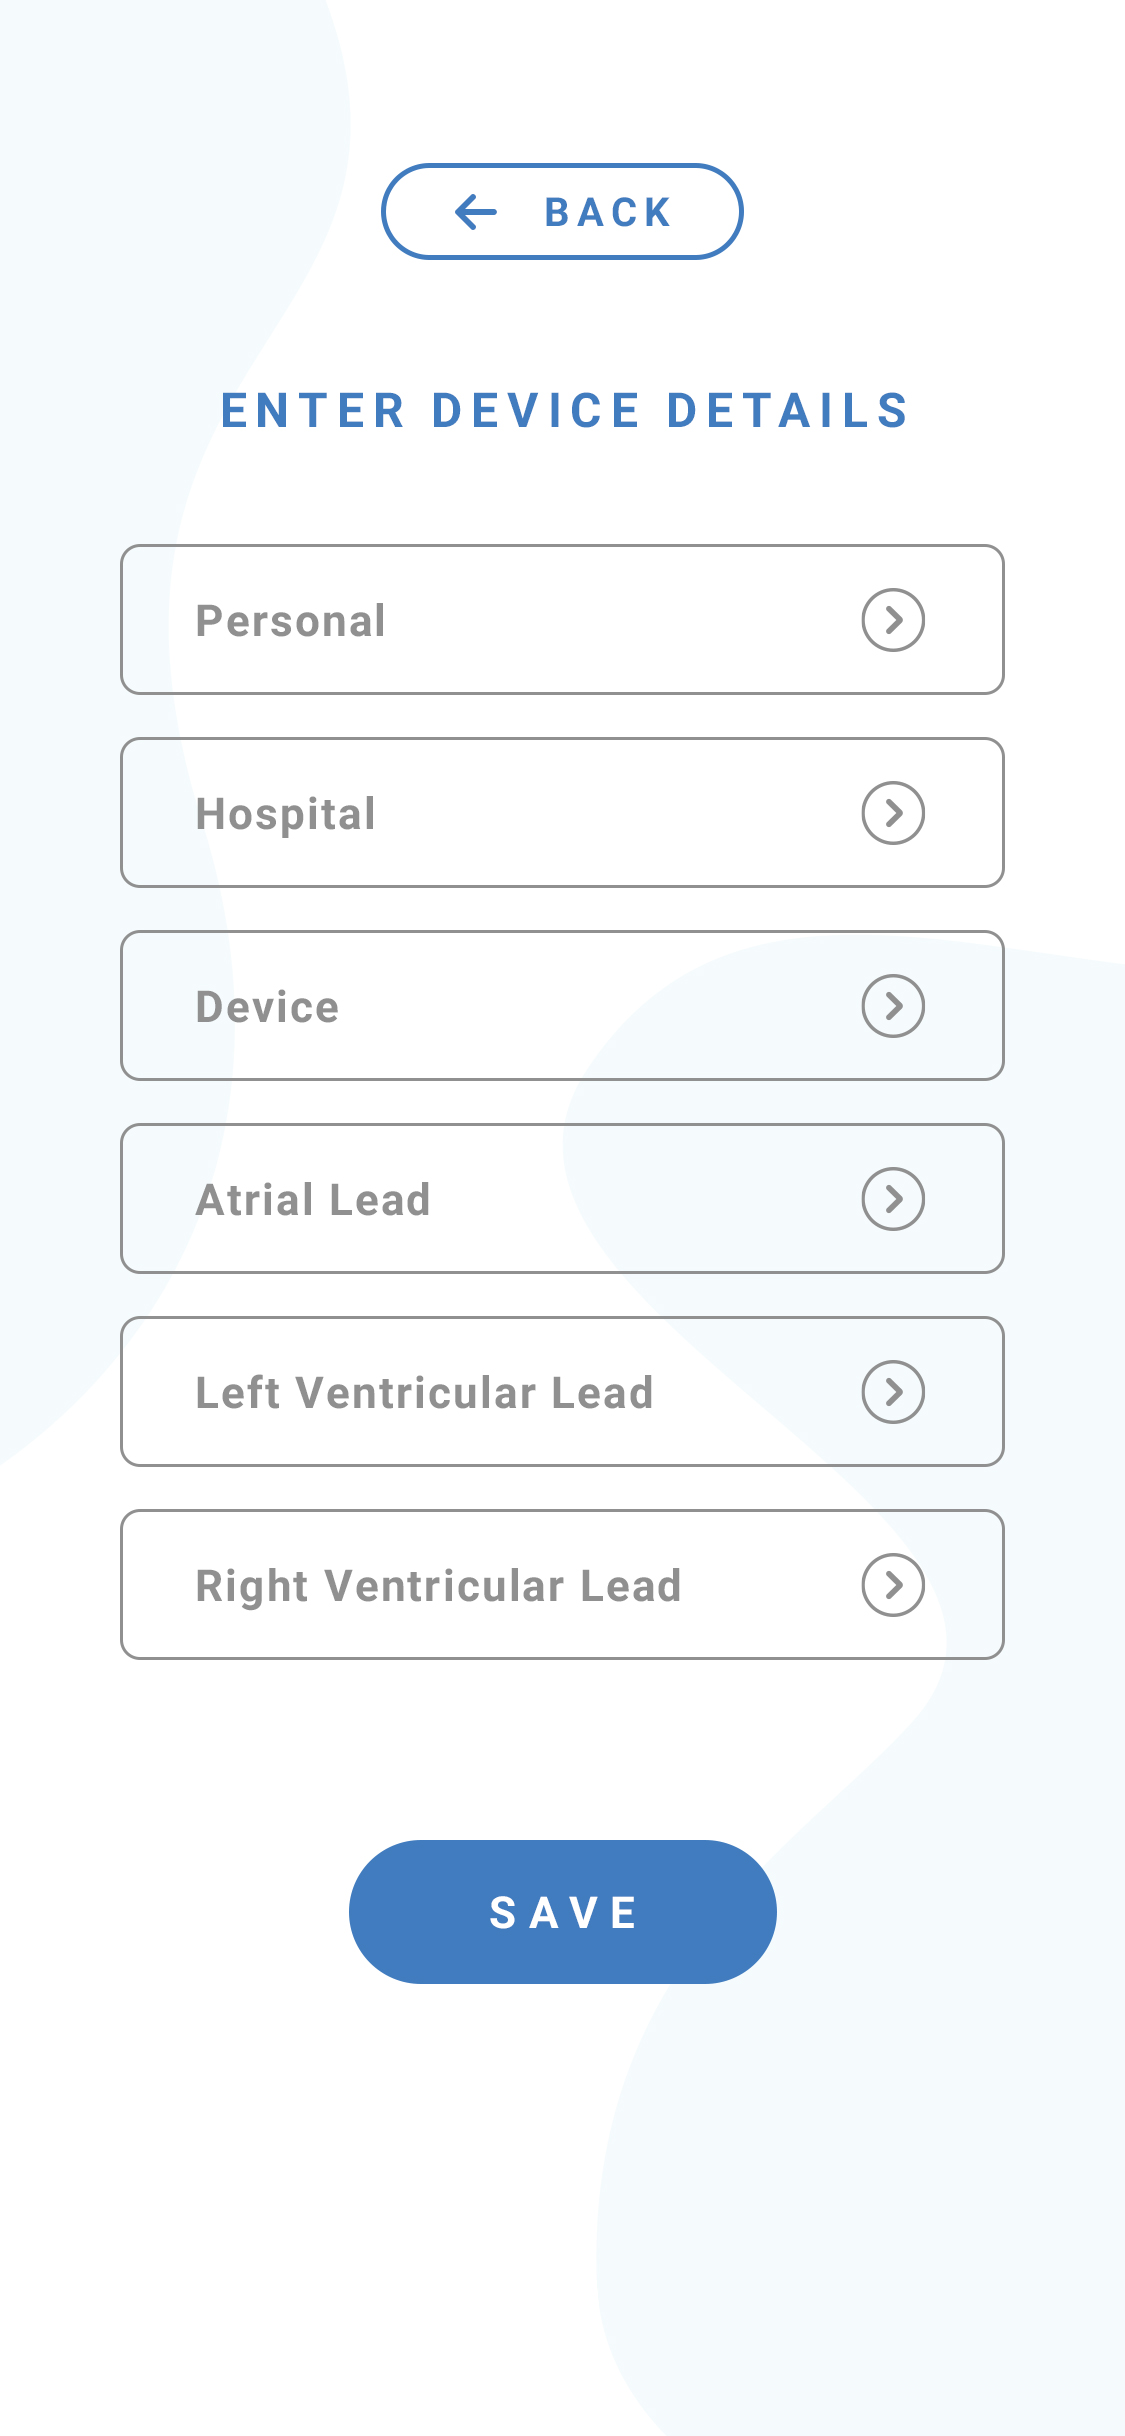 BACK
ENTER DEVICE DETAILS
Personal
Hospital
Device
Atrial Lead
Left Ventricular Lead
Right Ventricular Lead
SAVE